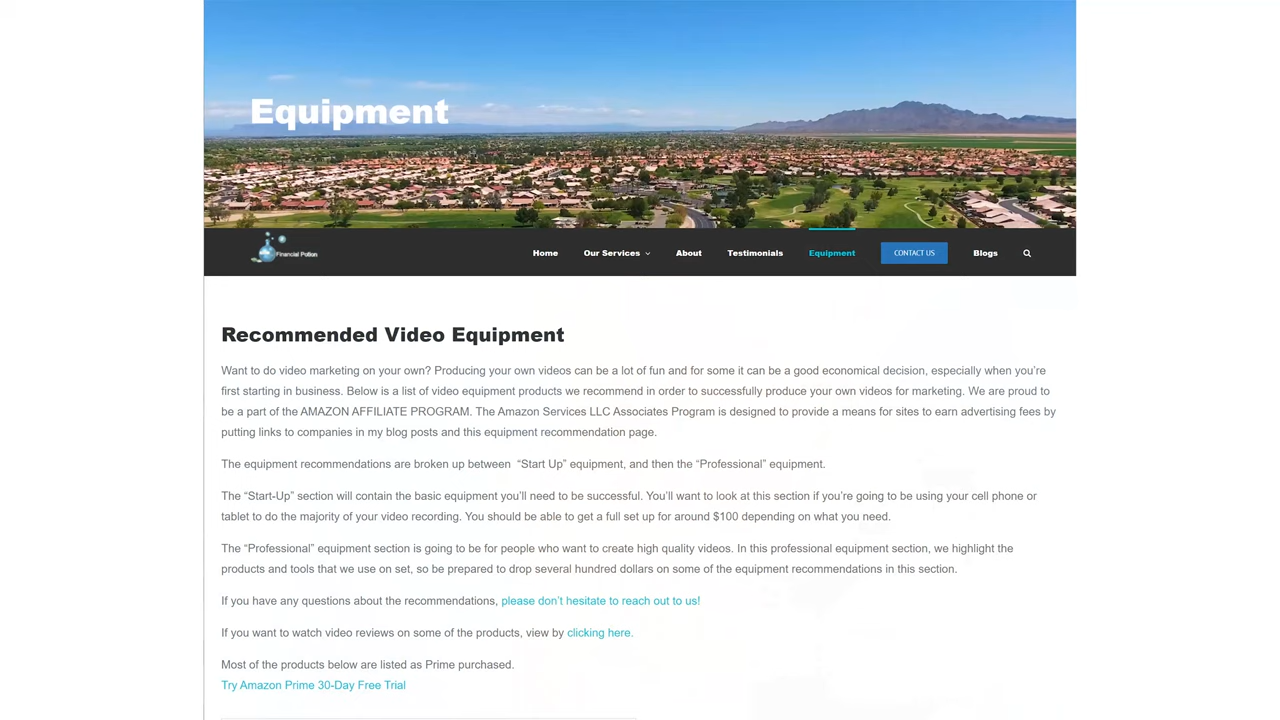 Equipment
Financial Potion
Home Our Services About Testimonials Equipment CONTACT US Blogs
Recommended Video Equipment
Want to do video marketing on your own? Producing your own videos can be a lot of fun and for some it can be a good economical decision, especially when you’re
first starting in business. Below is a list of video equipment products we recommend in order to successfully produce your own videos for marketing. We are proud to
be a part of the AMAZON AFFILIATE PROGRAM. The Amazon Services LLC Associates Program is designed to provide a means for sites to earn advertising fees by
putting links to companies in my blog posts and this equipment recommendation page.
The equipment recommendations are broken up between “Start Up” equipment, and then the “Professional” equipment.
The “Start-Up” section will contain the basic equipment you’ll need to be successful. You’ll want to look at this section if you’re going to be using your cell phone or
tablet to do the majority of your video recording. You should be able to get a full set up for around $100 depending on what you need.
The “Professional” equipment section is going to be for people who want to create high quality videos. In this professional equipment section, we highlight the
products and tools that we use on set, so be prepared to drop several hundred dollars on some of the equipment recommendations in this section.
If you have any questions about the recommendations, please don’t hesitate to reach out to us!
If you want to watch video reviews on some of the products, view by clicking here.
Most of the products below are listed as Prime purchased.
Try Amazon Prime 30-Day Free Trial